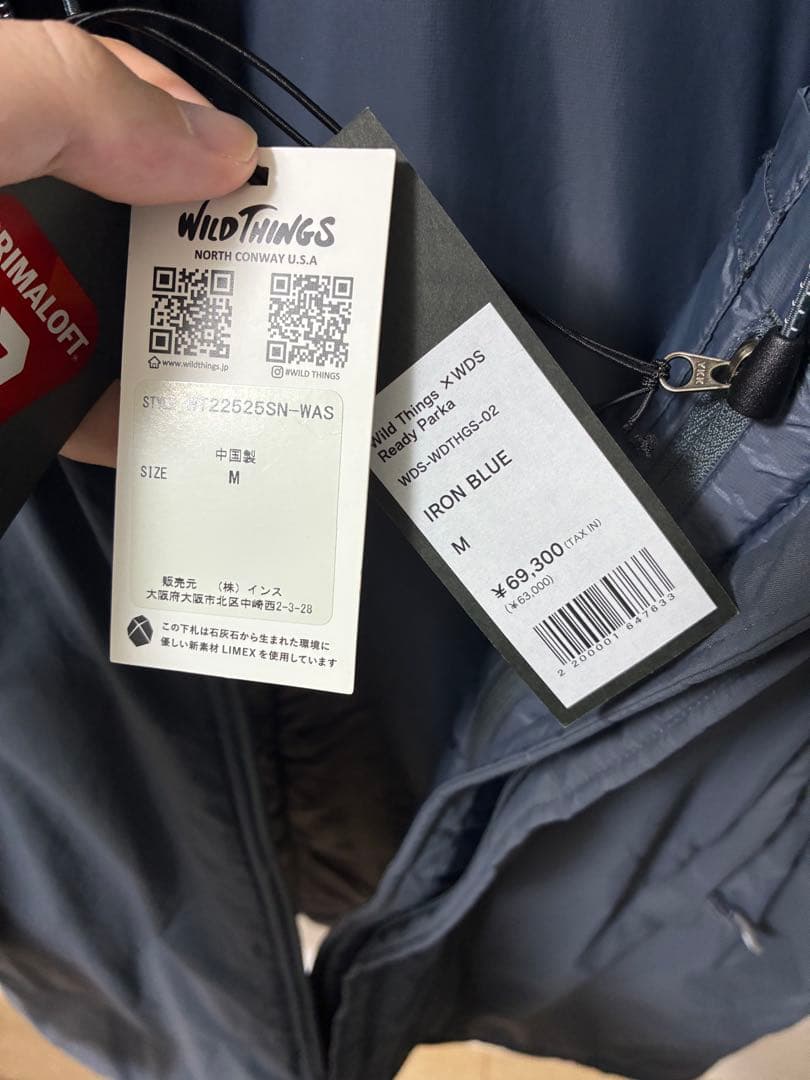 PRIMALOFT
WILD THINGS
NORTH CONWAY U.S.A
www.wildthings.jp
#WILD THINGS
STYLE WT22525SN-WAS
中国製
SIZE M
販売元 (株)インス
大阪府大阪市北区中崎西2-3-28
この下札は石灰石から生まれた環境に
優しい新素材 LIMEX を使用しています
Wild Things ×WDS
Ready Parka
WDS-WDTHGS-02
IRON BLUE
M
¥69,300 (TAX IN)
(¥63,000)
2 200001 647633
YKK